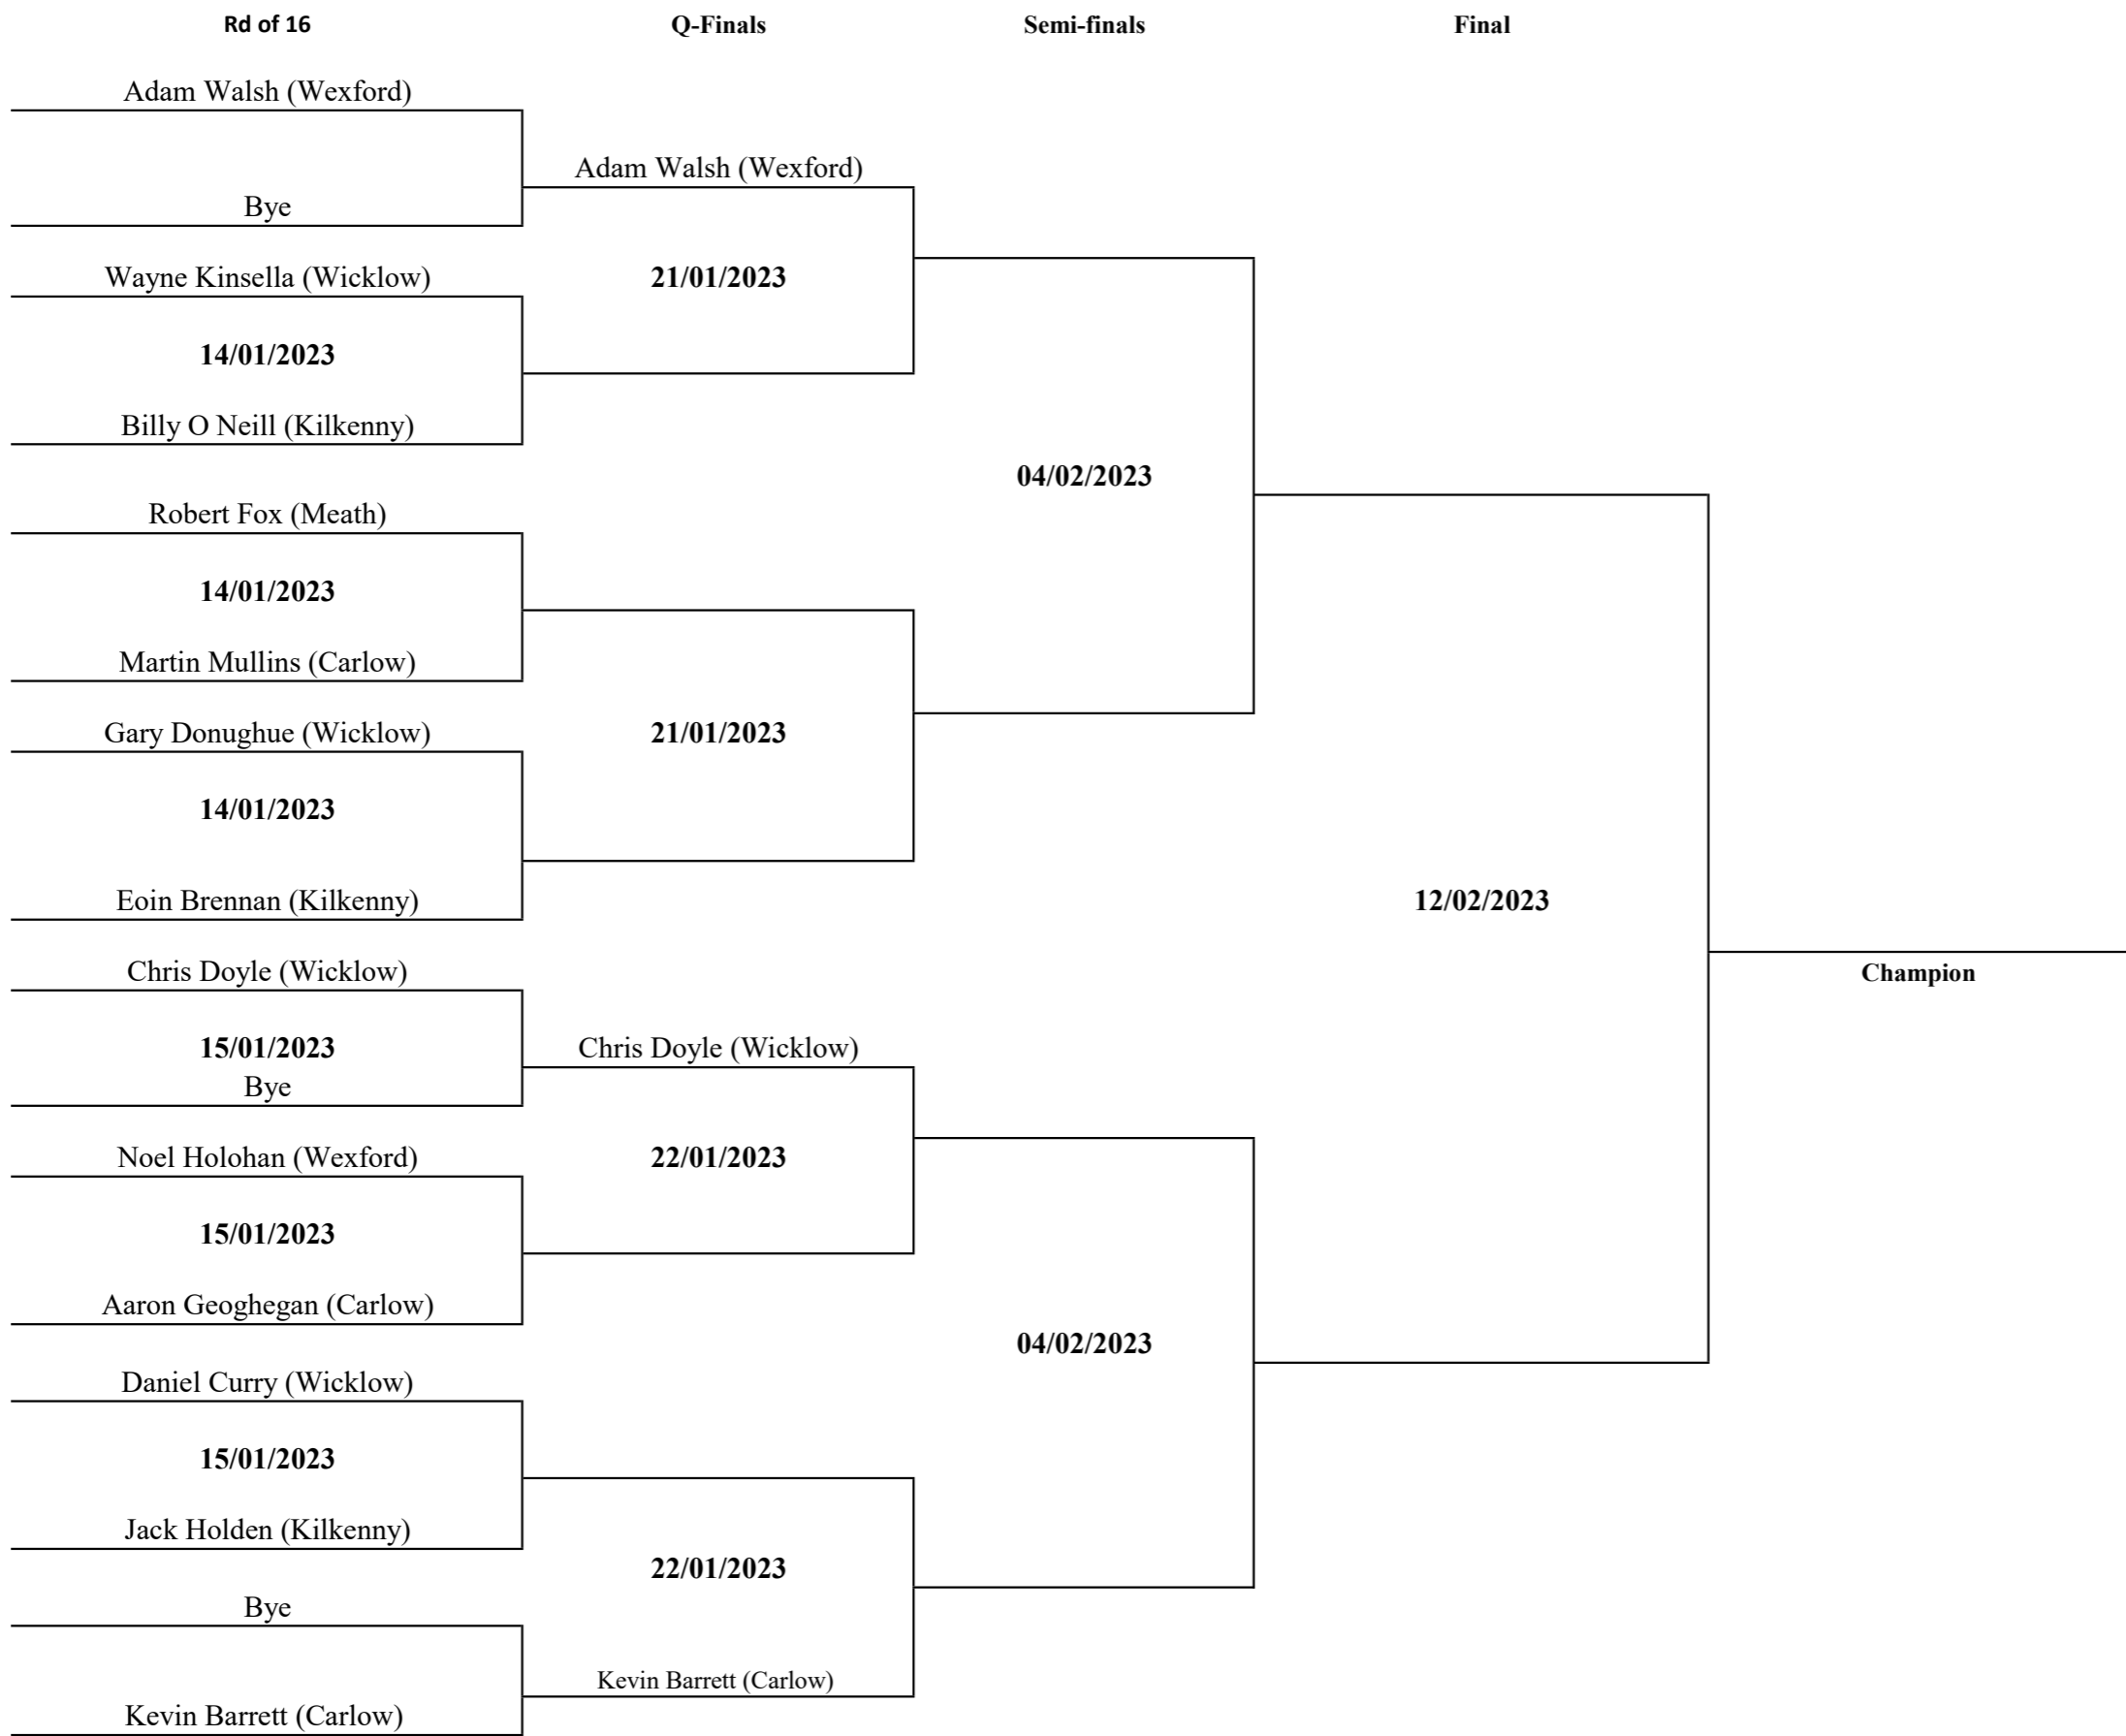 Rd of 16 Q-Finals Semi-finals Final
Adam Walsh (Wexford)
Adam Walsh (Wexford)
Bye
Wayne Kinsella (Wicklow) 21/01/2023
14/01/2023
Billy O Neill (Kilkenny)
04/02/2023
Robert Fox (Meath)
14/01/2023
Martin Mullins (Carlow)
Gary Donughue (Wicklow) 21/01/2023
14/01/2023
Eoin Brennan (Kilkenny) 12/02/2023
Chris Doyle (Wicklow) Champion
15/01/2023 Chris Doyle (Wicklow)
Bye
Noel Holohan (Wexford) 22/01/2023
15/01/2023
Aaron Geoghegan (Carlow)
04/02/2023
Daniel Curry (Wicklow)
15/01/2023
Jack Holden (Kilkenny)
22/01/2023
Bye
Kevin Barrett (Carlow)
Kevin Barrett (Carlow)